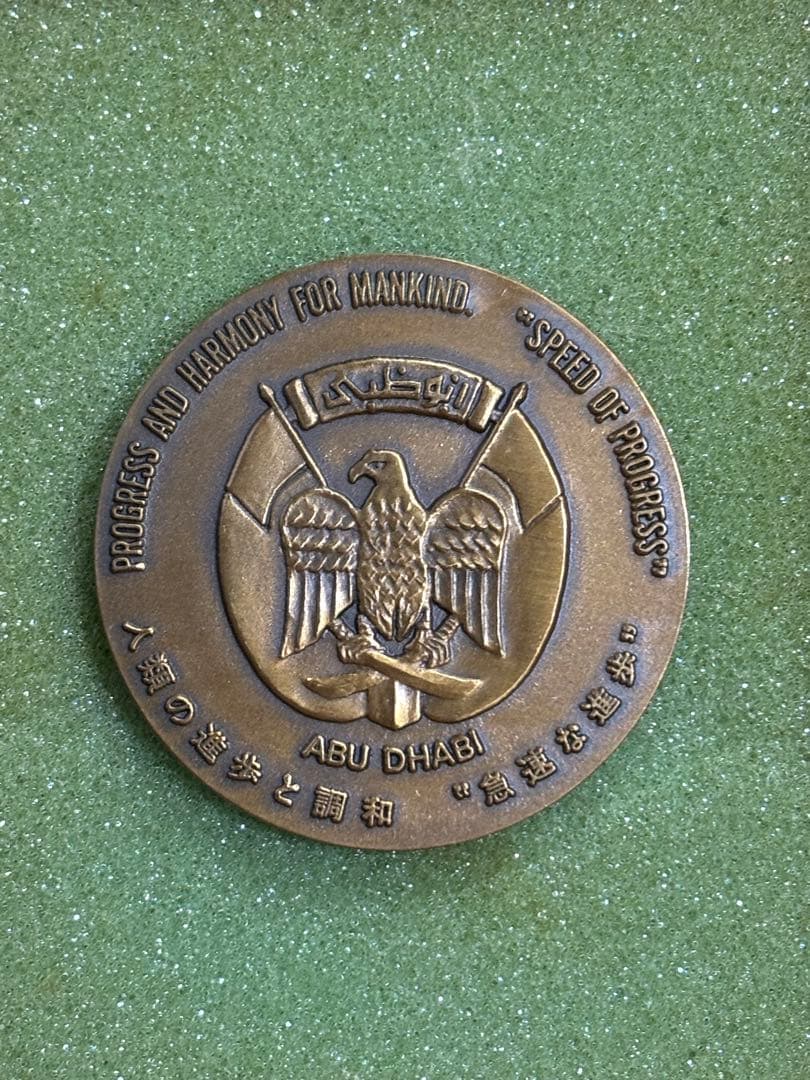 PROGRESS AND HARMONY FOR MANKIND.
"SPEED OF PROGRESS"
ابوظبي
ABU DHABI
人類の進歩と調和
"急速な進歩"